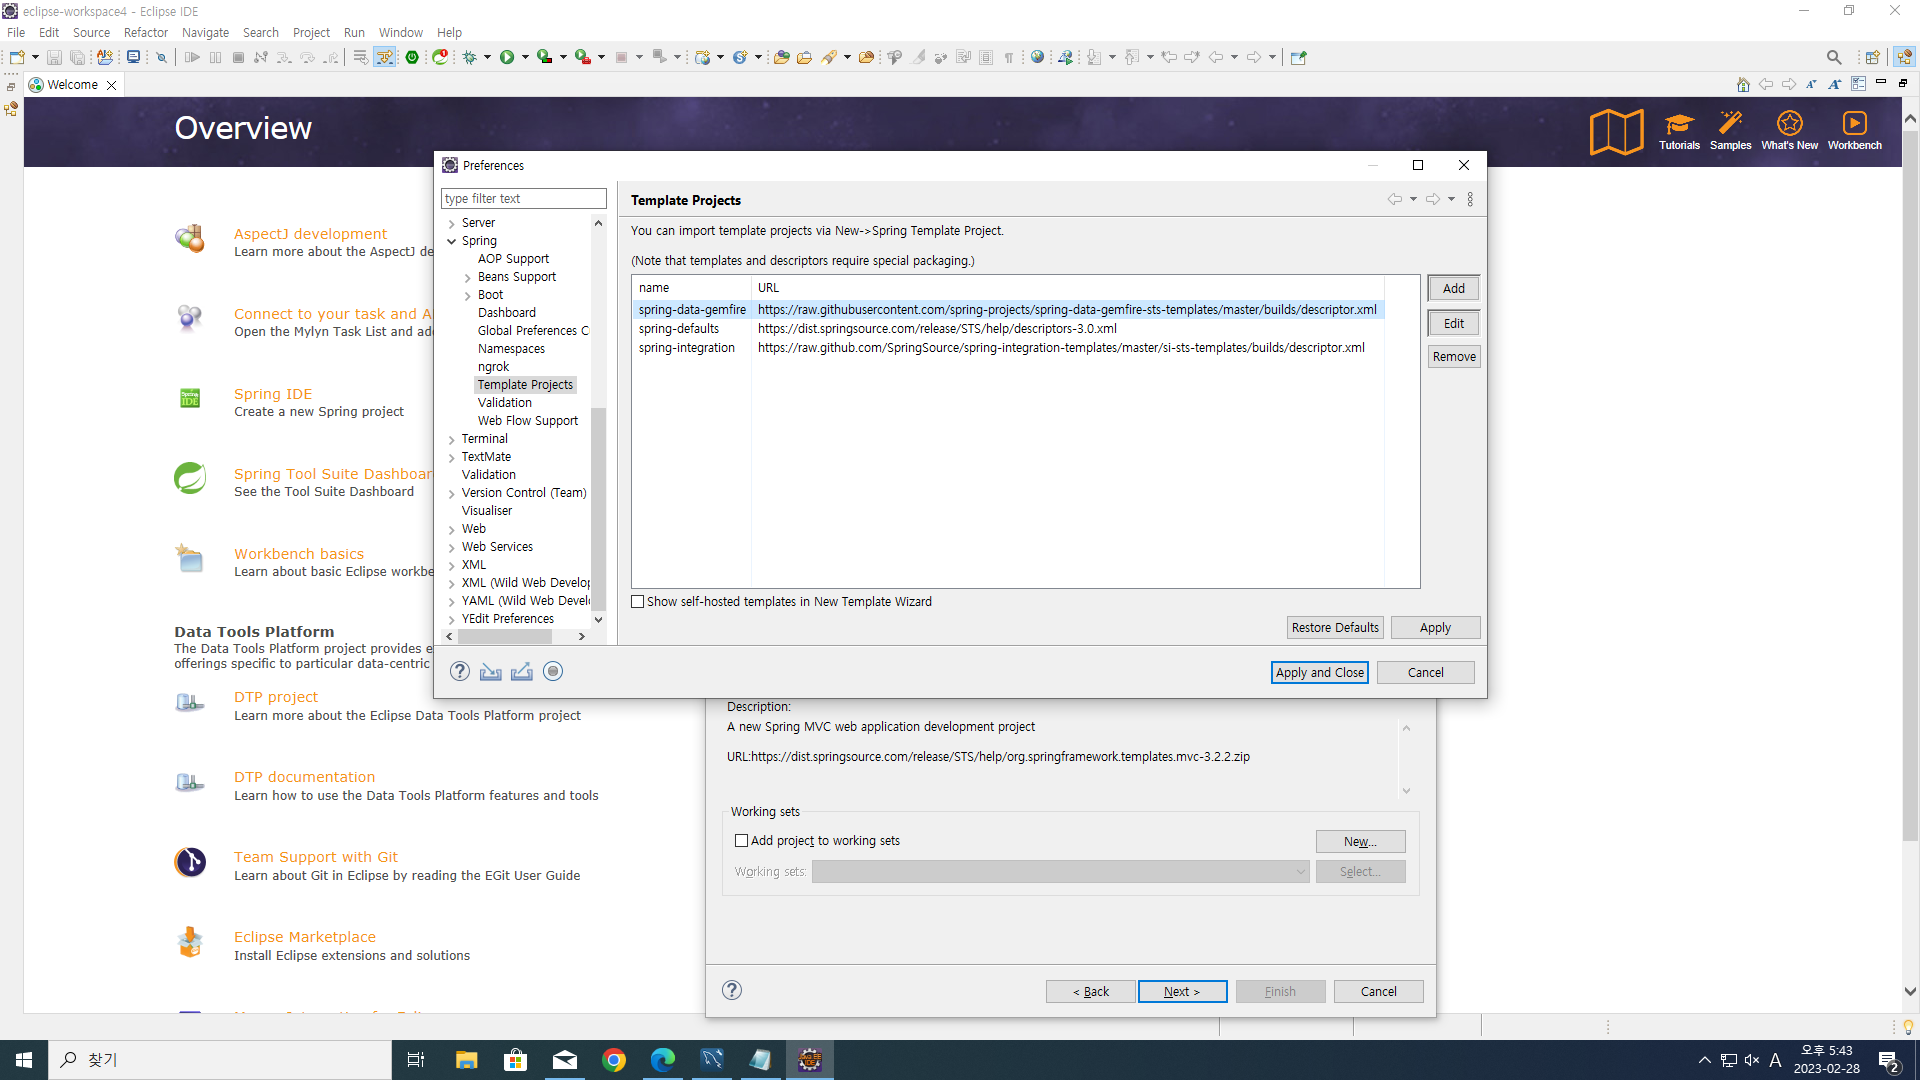 eclipse-workspace4 - Eclipse IDE
File Edit Source Refactor Navigate Search Project Run Window Help
Welcome
Overview
Tutorials Samples What's New Workbench
AspectJ development
Learn more about the AspectJ de
Connect to your task and A
Open the Mylyn Task List and add
Spring IDE
Create a new Spring project
Spring Tool Suite Dashboar
See the Tool Suite Dashboard
Workbench basics
Learn about basic Eclipse workbe
Data Tools Platform
The Data Tools Platform project provides e
offerings specific to particular data-centric
DTP project
Learn more about the Eclipse Data Tools Platform project
DTP documentation
Learn how to use the Data Tools Platform features and tools
Team Support with Git
Learn about Git in Eclipse by reading the EGit User Guide
Eclipse Marketplace
Install Eclipse extensions and solutions
Preferences
type filter text
Server
Spring
AOP Support
Beans Support
Boot
Dashboard
Global Preferences C
Namespaces
ngrok
Template Projects
Validation
Web Flow Support
Terminal
TextMate
Validation
Version Control (Team)
Visualiser
Web
Web Services
XML
XML (Wild Web Develop
YAML (Wild Web Devel
YEdit Preferences
Template Projects
You can import template projects via New->Spring Template Project.
(Note that templates and descriptors require special packaging.)
name URL
spring-data-gemfire https://raw.githubusercontent.com/spring-projects/spring-data-gemfire-sts-templates/master/builds/descriptor.xml
spring-defaults https://dist.springsource.com/release/STS/help/descriptors-3.0.xml
spring-integration https://raw.github.com/SpringSource/spring-integration-templates/master/si-sts-templates/builds/descriptor.xml
Add
Edit
Remove
Show self-hosted templates in New Template Wizard
Restore Defaults Apply
Apply and Close Cancel
Description:
A new Spring MVC web application development project
URL:https://dist.springsource.com/release/STS/help/org.springframework.templates.mvc-3.2.2.zip
Working sets
Add project to working sets New...
Working sets: Select...
< Back Next > Finish Cancel
찾기
A 오후 5:43
2023-02-28
2